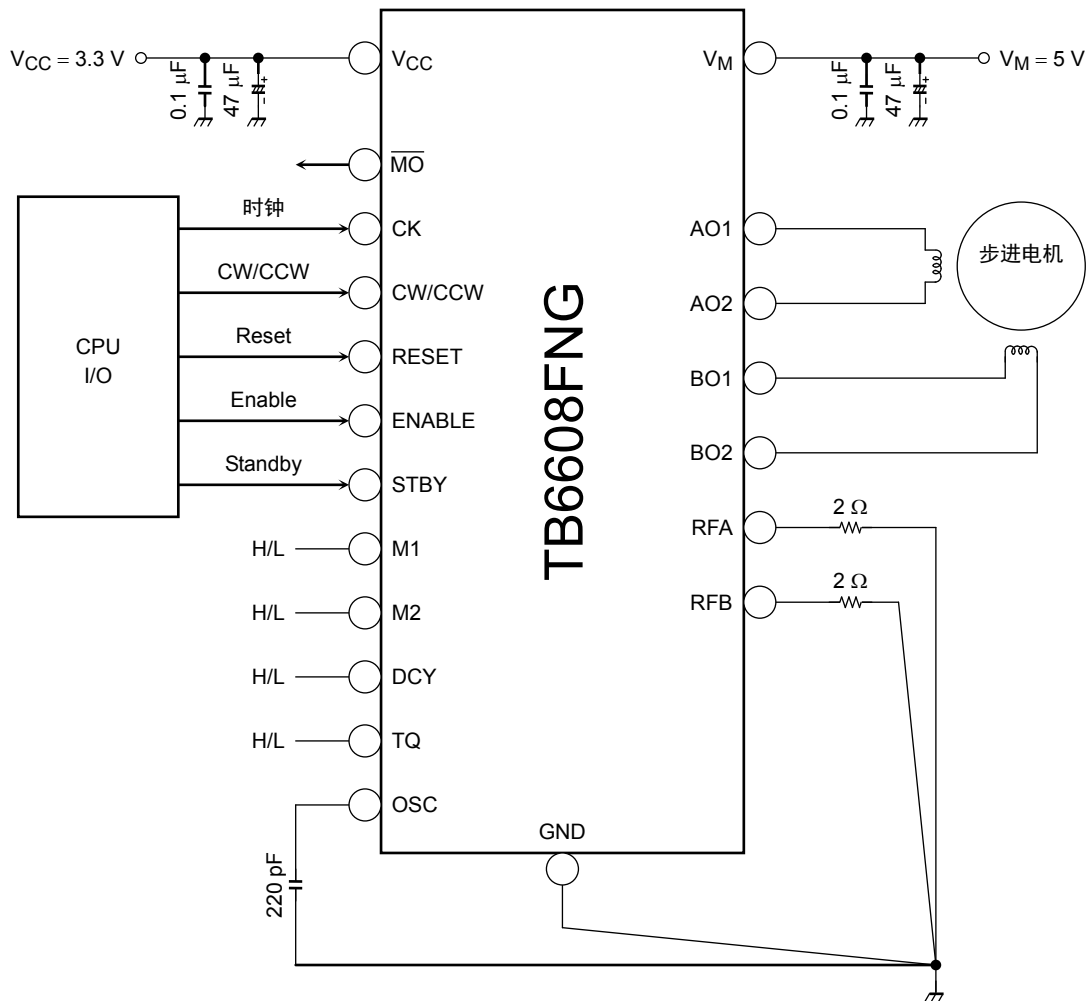 VCC = 3.3 V
0.1 μF
47 μF
VCC
VM
0.1 μF
47 μF
VM = 5 V
MO
CPU
I/O
时钟
CK
CW/CCW
CW/CCW
Reset
RESET
Enable
ENABLE
Standby
STBY
H/L
M1
H/L
M2
H/L
DCY
H/L
TQ
OSC
220 pF
TB6608FNG
GND
AO1
AO2
步进电机
BO1
BO2
RFA
2 Ω
RFB
2 Ω